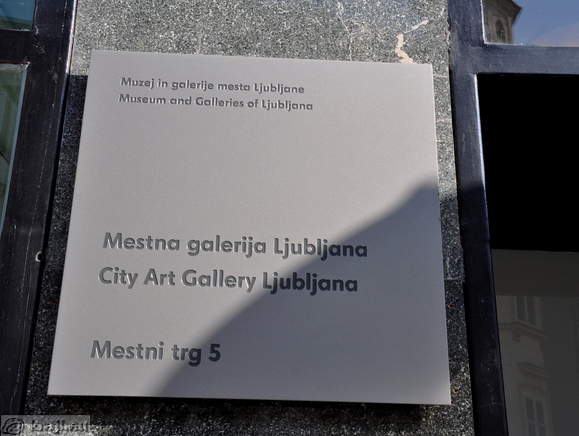 Muzej in galerije mesta Ljubljane
Museum and Galleries of Ljubljana
Mestna galerija Ljubljana
City Art Gallery Ljubljana
Mestni trg 5